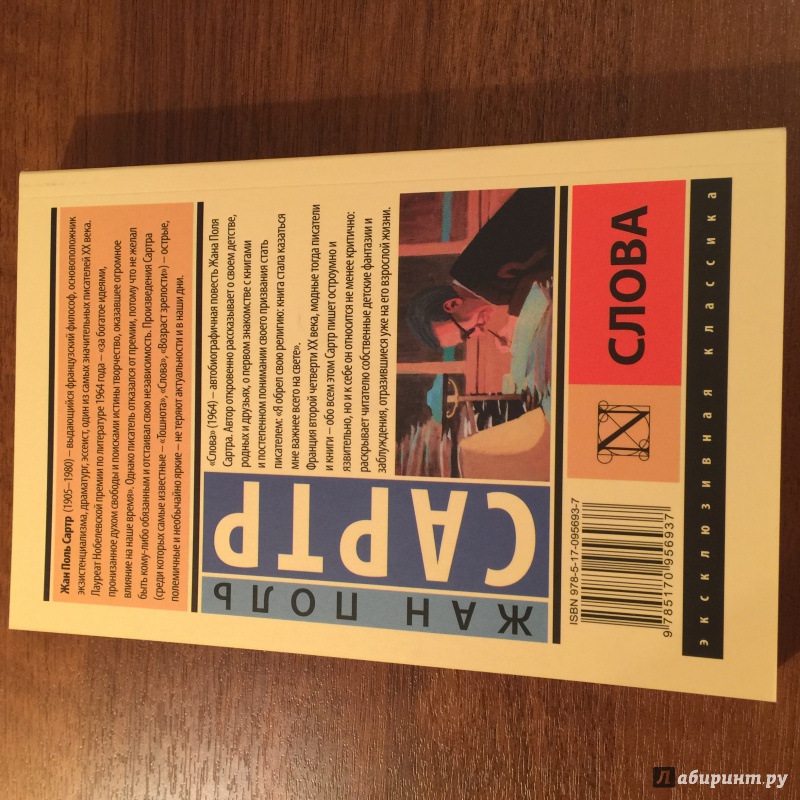 Жан Поль Сартр (1905–1980) – выдающийся французский философ, основоположник
экзистенциализма, драматург, эссеист, один из самых значительных писателей XX века.
Лауреат Нобелевской премии по литературе 1964 года – «за богатое идеями,
пронизанное духом свободы и поисками истины творчество, оказавшее огромное
влияние на наше время». Однако писатель отказался от премии, потому что не желал
быть кому-либо обязанным и отстаивал свою независимость. Произведения Сартра
(среди которых самые известные – «Тошнота», «Слова», «Возраст зрелости») – острые,
полемичные и необычайно яркие – не теряют актуальности и в наши дни.
«Слова» (1964) – автобиографичная повесть Жана Поля
Сартра. Автор откровенно рассказывает о своем детстве,
родных и друзьях, о первом знакомстве с книгами
и постепенном понимании своего призвания стать
писателем: «Я обрел свою религию: книга стала казаться
мне важнее всего на свете».
Франция второй четверти XX века, модные тогда писатели
и книги – обо всем этом Сартр пишет остроумно и
язвительно, но и к себе он относится не менее критично:
раскрывает читателю собственные детские фантазии и
заблуждения, отразившиеся уже на его взрослой жизни.
ЖАН ПОЛЬ
САРТР
СЛОВА
ISBN 978-5-17-095693-7
9 785170 956937
эксклюзивная классика
Лабиринт.ру